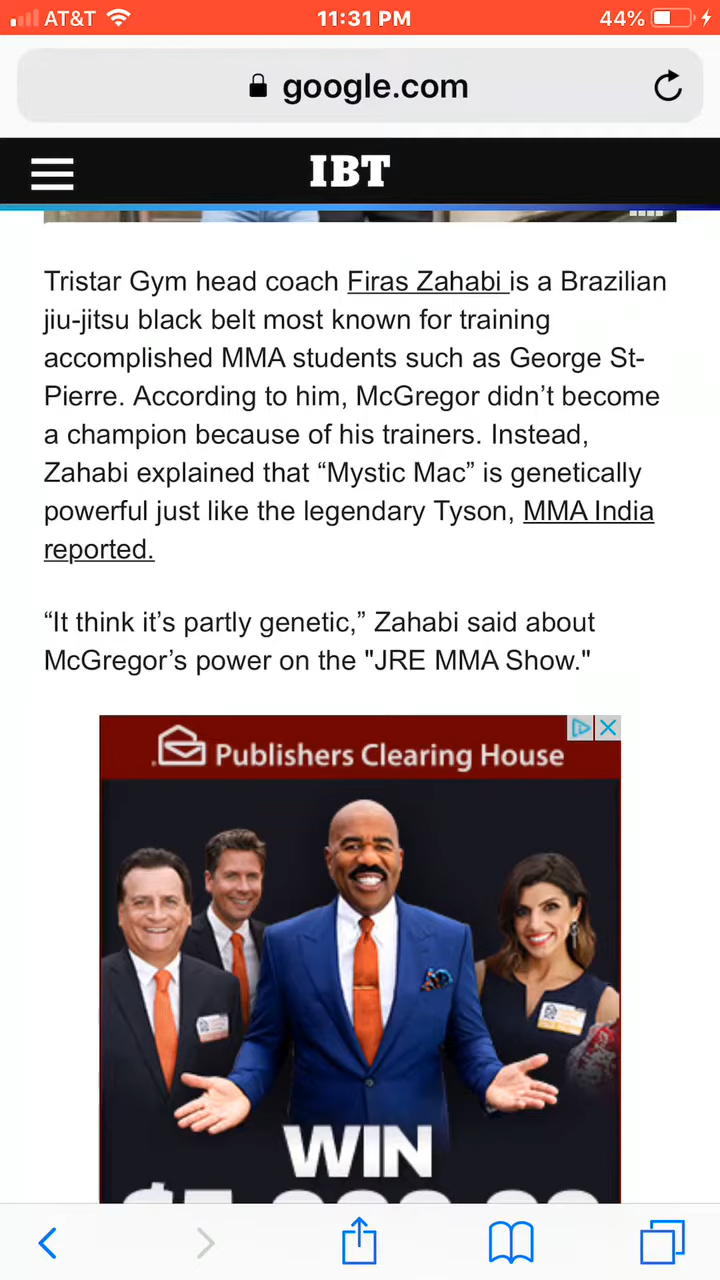 AT&T 11:31 PM 44%
google.com
IBT
Tristar Gym head coach Firas Zahabi is a Brazilian
jiu-jitsu black belt most known for training
accomplished MMA students such as George St-
Pierre. According to him, McGregor didn’t become
a champion because of his trainers. Instead,
Zahabi explained that “Mystic Mac” is genetically
powerful just like the legendary Tyson, MMA India
reported.
“It think it’s partly genetic,” Zahabi said about
McGregor’s power on the "JRE MMA Show."
Publishers Clearing House
WIN